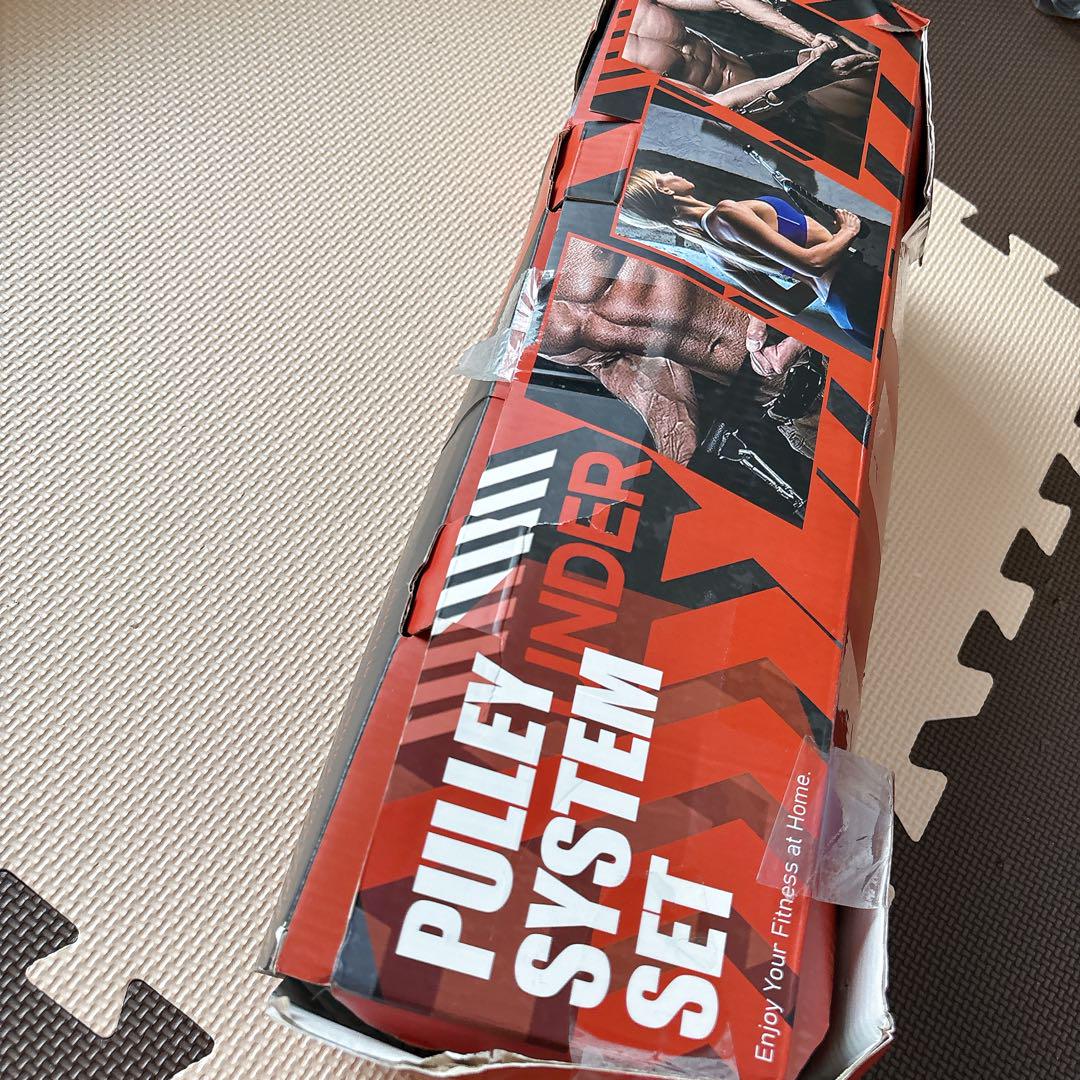 INDER
PULLEY
SYSTEM
SET
Enjoy Your Fitness at Home.